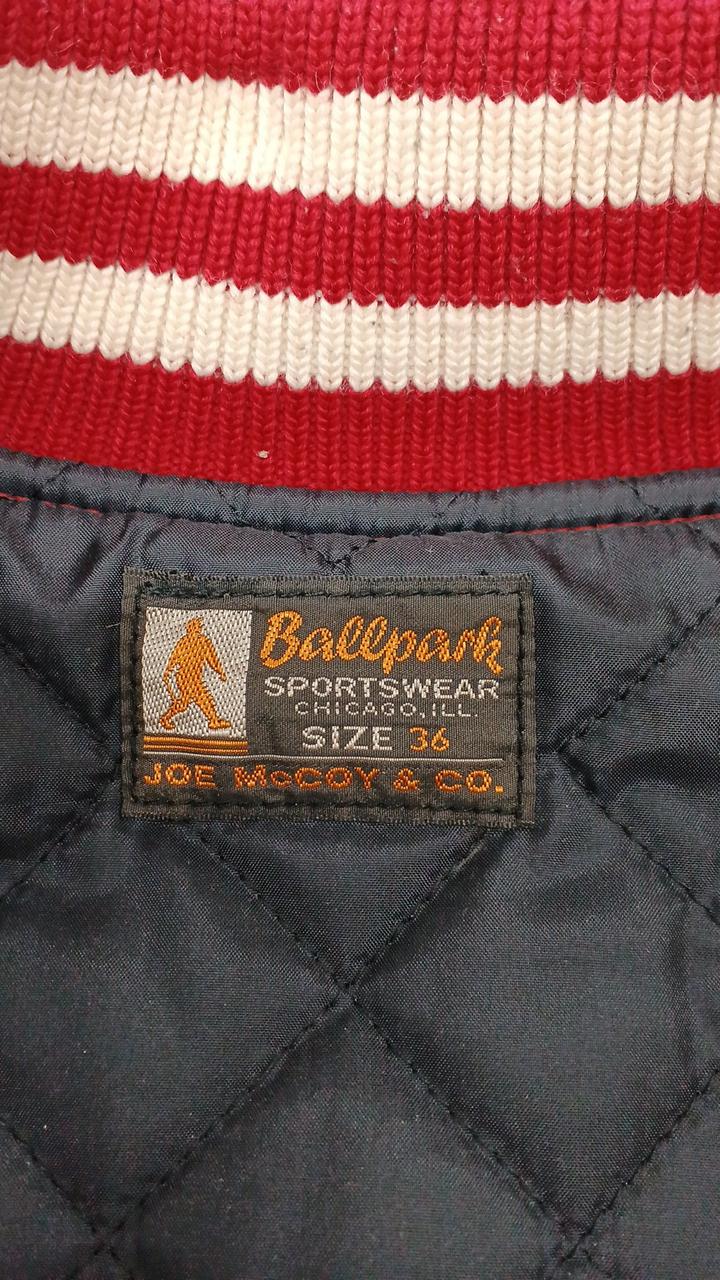 Ballpark
SPORTSWEAR
CHICAGO, ILL.
SIZE 36
JOE McCOY & CO.